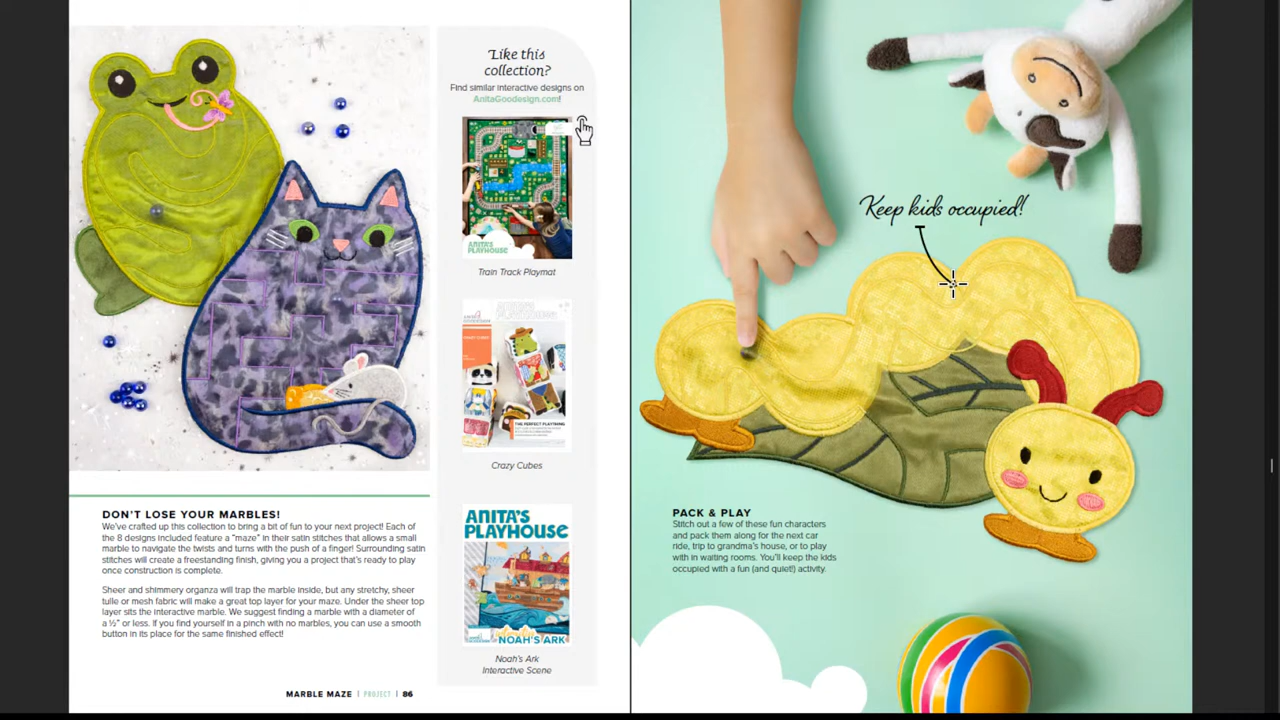 Like this
collection?
Find similar interactive designs on
AnitaGoodesign.com!
ANITA'S
PLAYHOUSE
Train Track Playmat
THE PERFECT PLAYTHING
Crazy Cubes
ANITA'S
PLAYHOUSE
NOAH'S ARK
Noah's Ark
Interactive Scene
DON'T LOSE YOUR MARBLES!
We've crafted up this collection to bring a bit of fun to your next project! Each of
the 8 designs included feature a "maze" in their satin stitches that allows a small
marble to navigate the twists and turns with the push of a finger! Surrounding satin
stitches will create a freestanding finish, giving you a project that's ready to play
once construction is complete.
Sheer and shimmery organza will trap the marble inside, but any stretchy, sheer
tulle or mesh fabric will make a great top layer for your maze. Under the sheer top
layer sits the interactive marble. We suggest finding a marble with a diameter of
a ½" or less. If you find yourself in a pinch with no marbles, you can use a smooth
button in its place for the same finished effect!
MARBLE MAZE | PROJECT | 86
Keep kids occupied!
PACK & PLAY
Stitch out a few of these fun characters
and pack them along for the next car
ride, trip to grandma's house, or to play
with in waiting rooms. You'll keep the kids
occupied with a fun (and quiet!) activity.